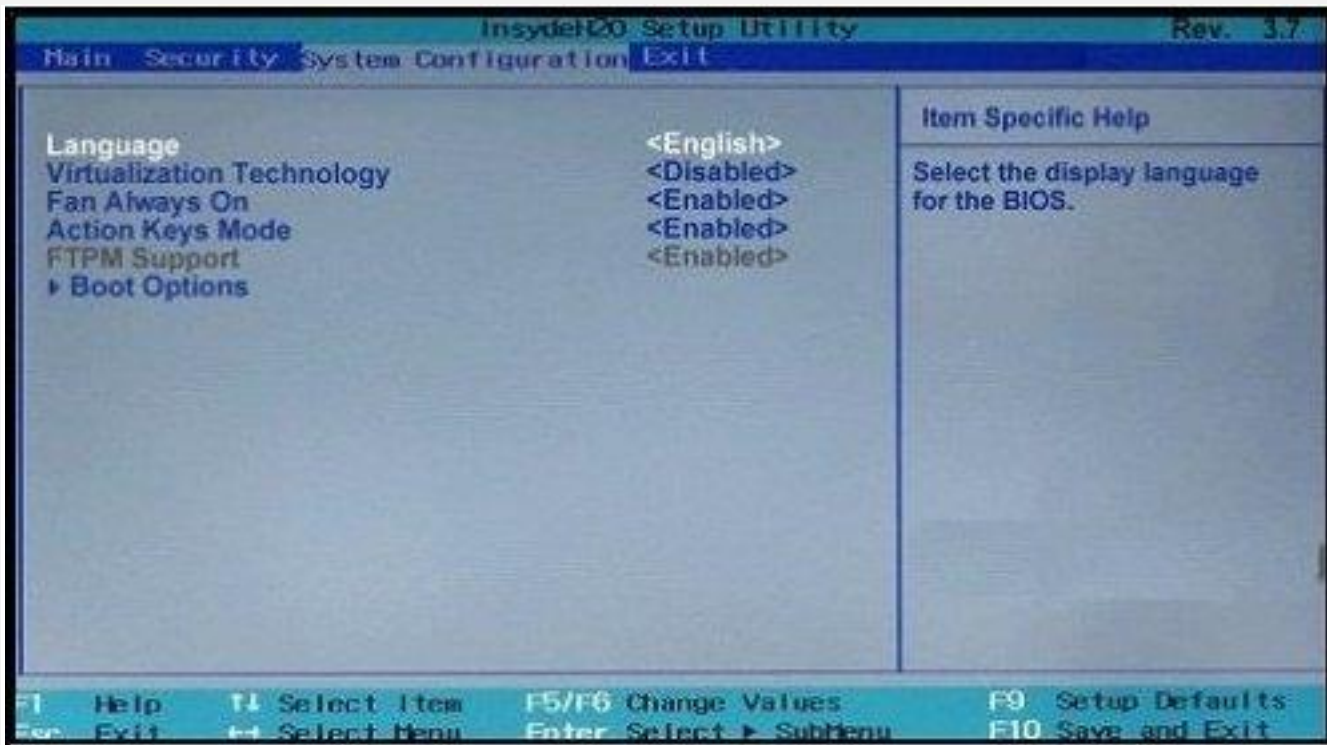 InsydeH20 Setup Utility Rev. 3.7
Main Security System Configuration Exit
Language <English>
Virtualization Technology <Disabled>
Fan Always On <Enabled>
Action Keys Mode <Enabled>
FTPM Support <Enabled>
▸ Boot Options
Item Specific Help
Select the display language
for the BIOS.
F1 Help ↑↓ Select Item F5/F6 Change Values F9 Setup Defaults
Esc Exit ↔ Select Menu Enter Select ▸ SubMenu F10 Save and Exit